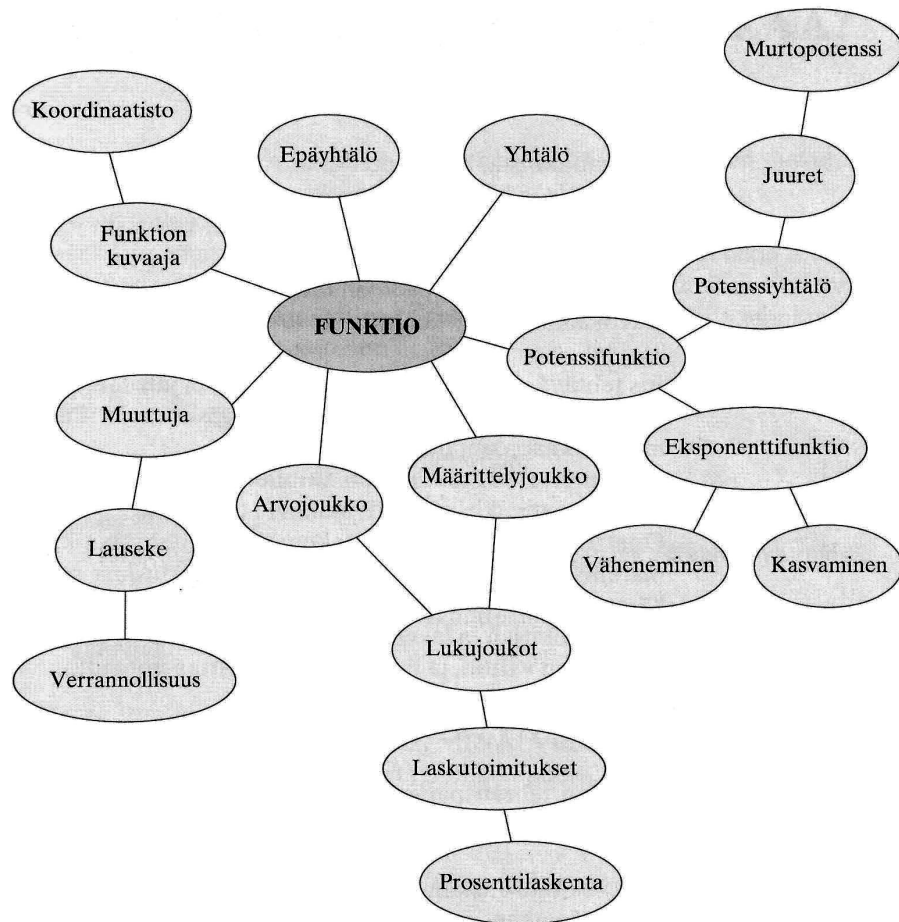 Murtopotenssi
Koordinaatisto
Epäyhtälö
Yhtälö
Juuret
Funktion
kuvaaja
Potenssiyhtälö
FUNKTIO
Potenssifunktio
Muuttuja
Eksponenttifunktio
Määrittelyjoukko
Arvojoukko
Lauseke
Väheneminen
Kasvaminen
Lukujoukot
Verrannollisuus
Laskutoimitukset
Prosenttilaskenta